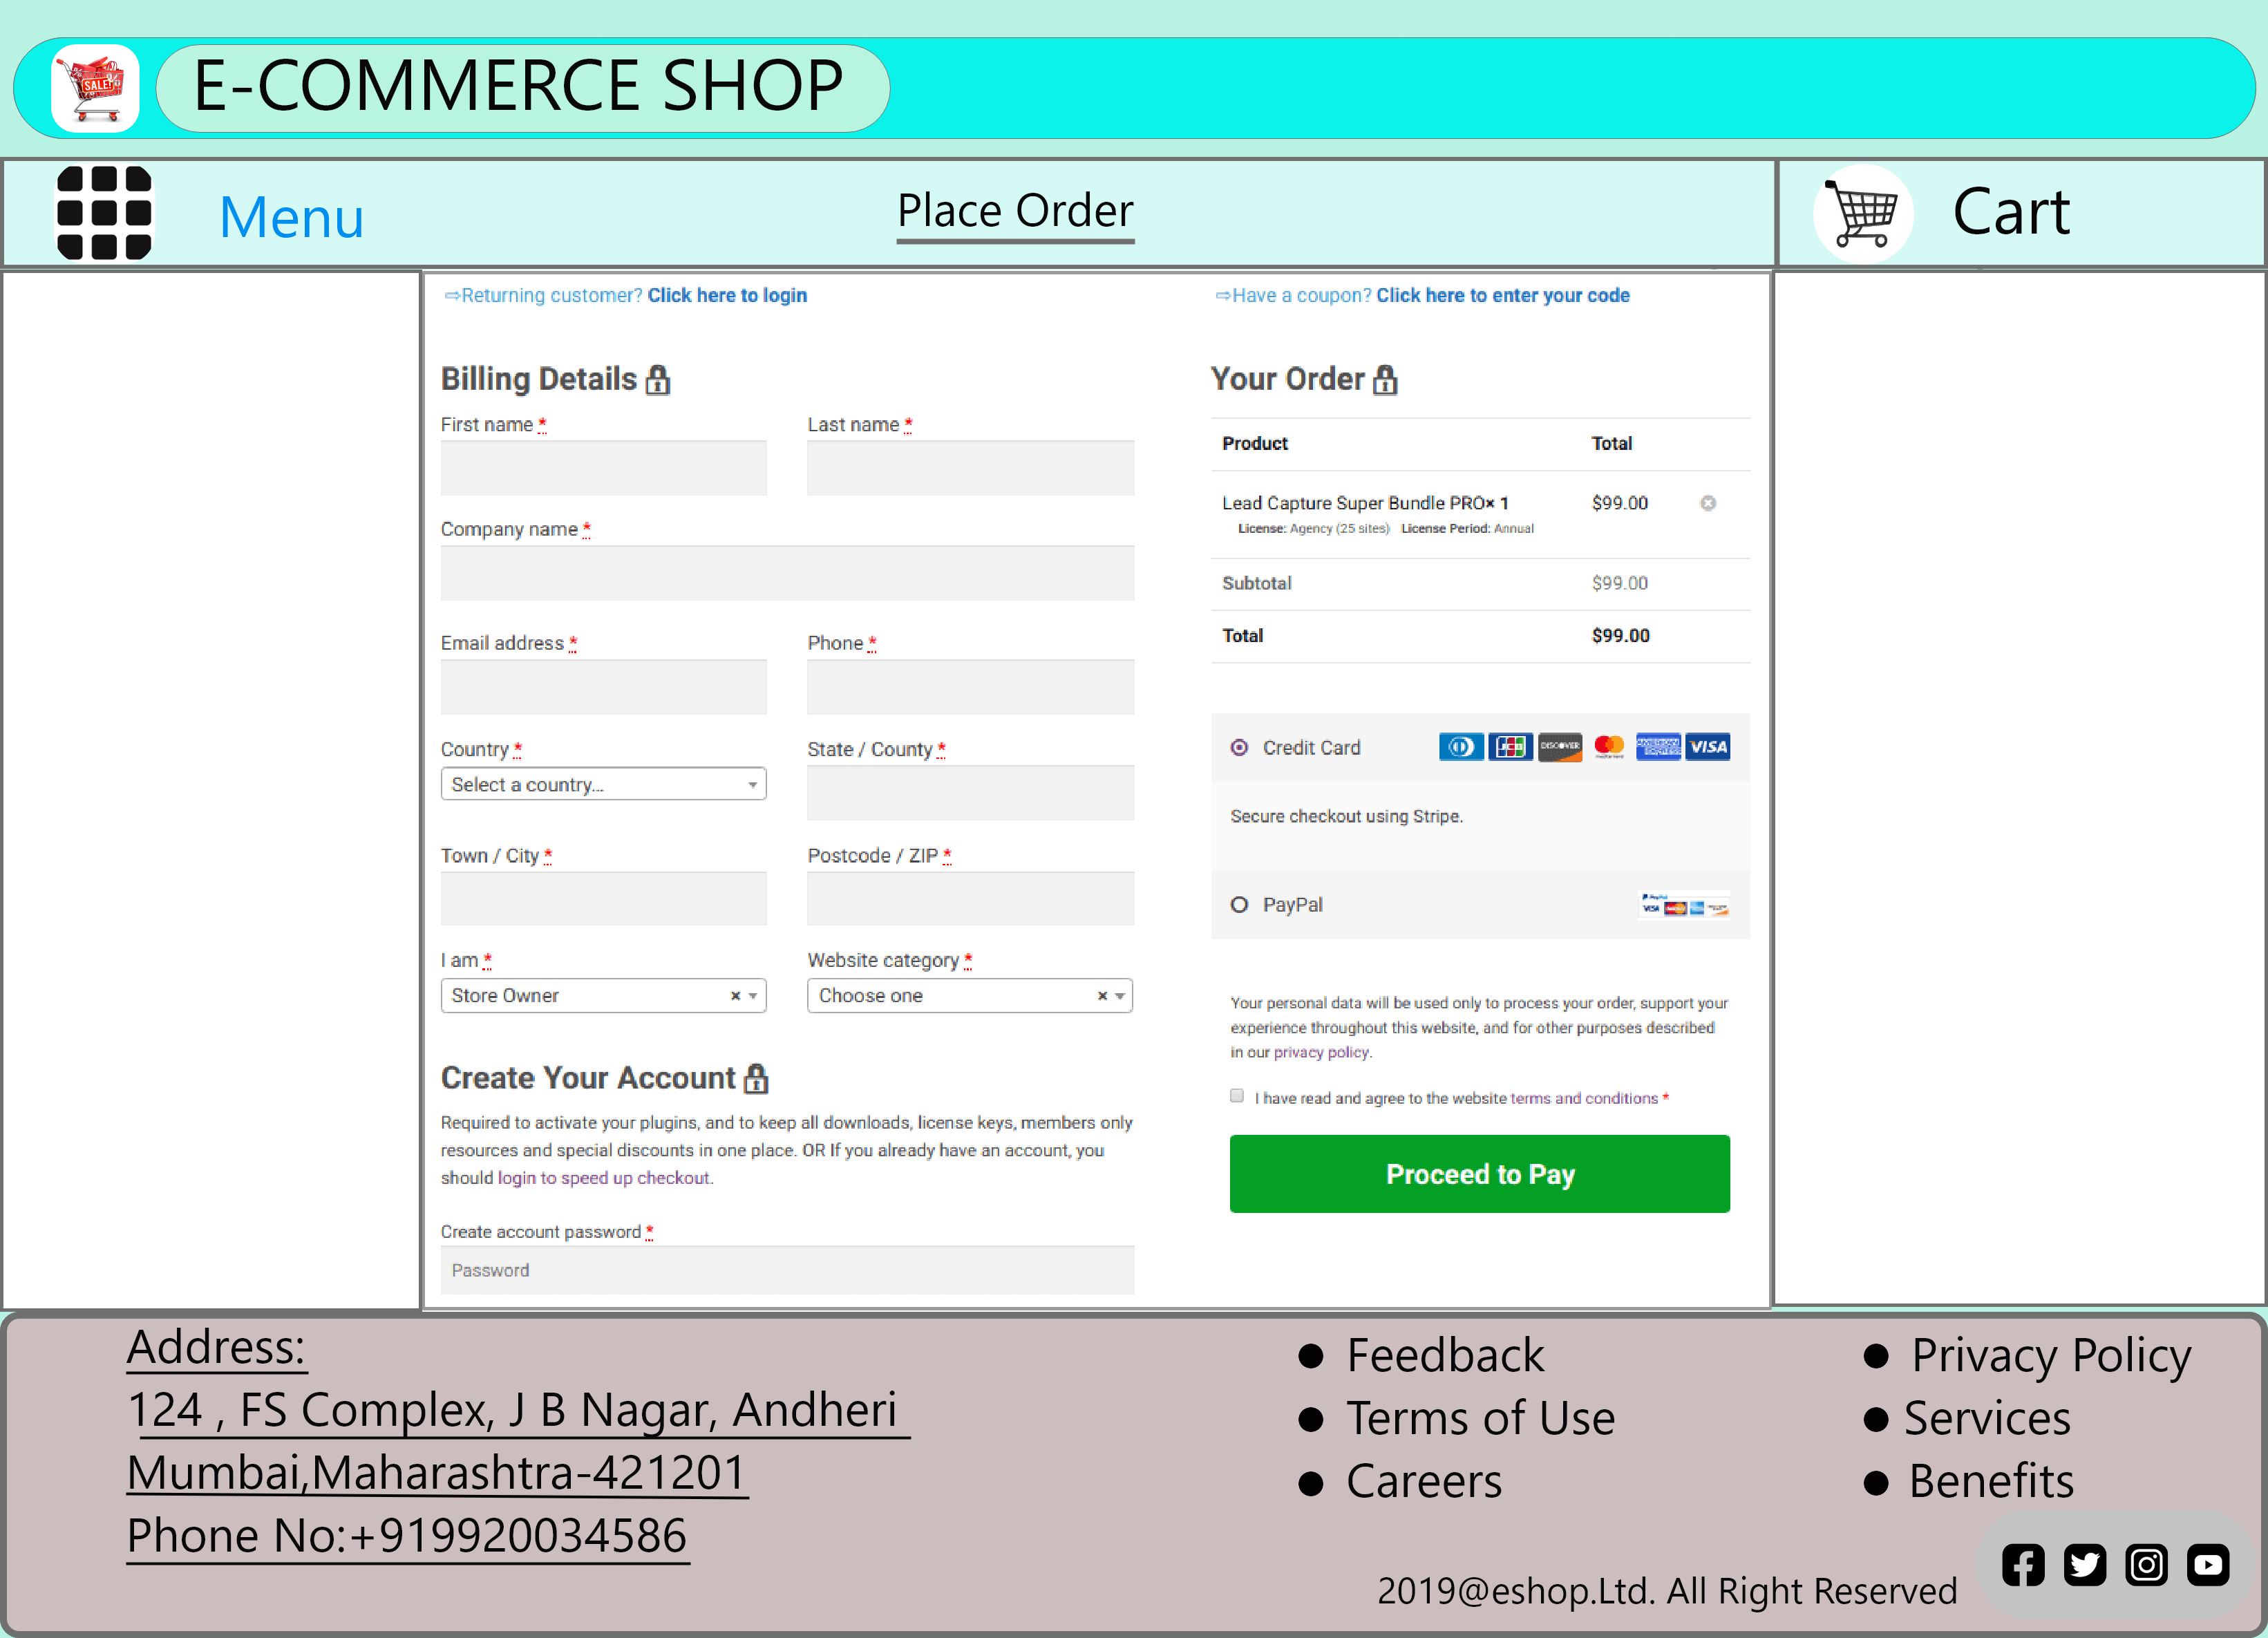 SALE!
E-COMMERCE SHOP
Menu
Place Order
Cart
⇨Returning customer? Click here to login
⇨Have a coupon? Click here to enter your code
Billing Details
First name *
Last name *
Company name *
Email address *
Phone *
Country *
Select a country...
State / County *
Town / City *
Postcode / ZIP *
I am *
Store Owner × 
Website category *
Choose one ×
Create Your Account
Required to activate your plugins, and to keep all downloads, license keys, members only
resources and special discounts in one place. OR If you already have an account, you
should login to speed up checkout.
Create account password *
Password
Your Order
Product Total
Lead Capture Super Bundle PRO× 1 $99.00
License: Agency (25 sites) License Period: Annual
Subtotal $99.00
Total $99.00
Credit Card JCB DISCOVER mastercard AMERICAN EXPRESS VISA
Secure checkout using Stripe.
PayPal PayPal
VISA
Your personal data will be used only to process your order, support your
experience throughout this website, and for other purposes described
in our privacy policy.
I have read and agree to the website terms and conditions *
Proceed to Pay
Address:
124 , FS Complex, J B Nagar, Andheri
Mumbai,Maharashtra-421201
Phone No:+919920034586
● Feedback
● Terms of Use
● Careers
● Privacy Policy
● Services
● Benefits
2019@eshop.Ltd. All Right Reserved